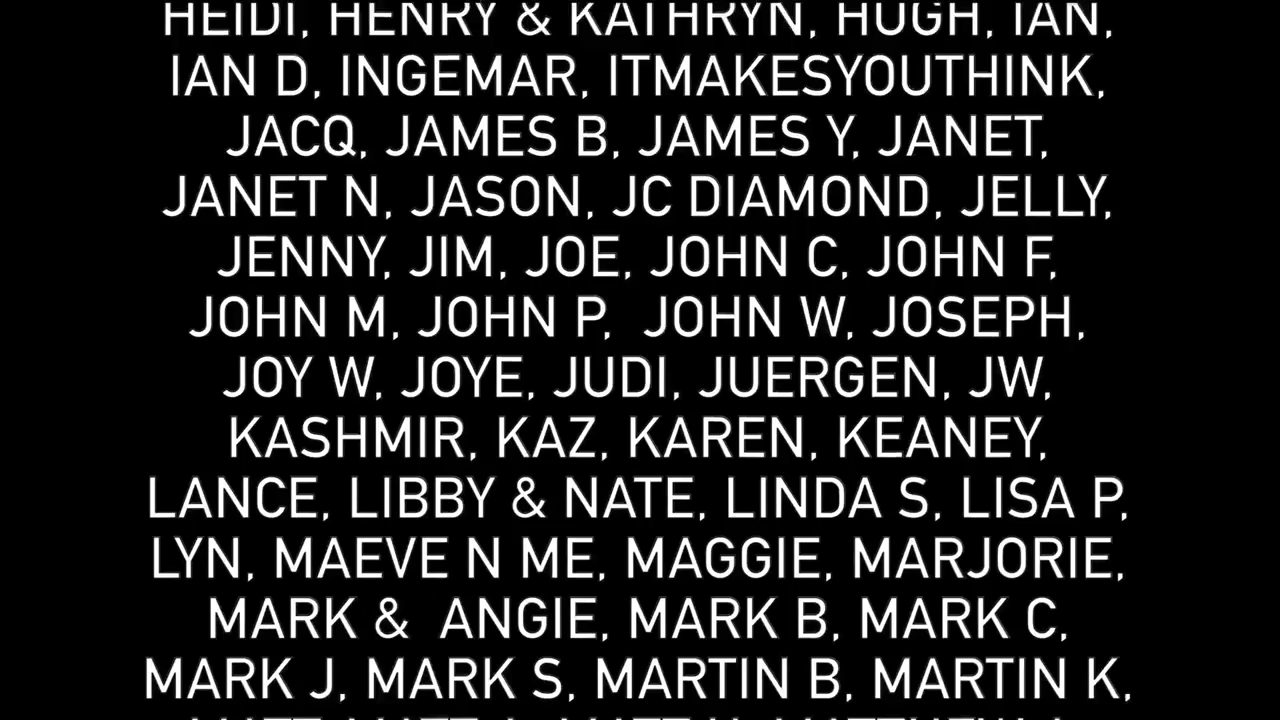 HEIDI, HENRY & KATHRYN, HUGH, IAN,
IAN D, INGEMAR, ITMAKESYOUTHINK,
JACQ, JAMES B, JAMES Y, JANET,
JANET N, JASON, JC DIAMOND, JELLY,
JENNY, JIM, JOE, JOHN C, JOHN F,
JOHN M, JOHN P,  JOHN W, JOSEPH,
JOY W, JOYE, JUDI, JUERGEN, JW,
KASHMIR, KAZ, KAREN, KEANEY,
LANCE, LIBBY & NATE, LINDA S, LISA P,
LYN, MAEVE N ME, MAGGIE, MARJORIE,
MARK &  ANGIE, MARK B, MARK C,
MARK J, MARK S, MARTIN B, MARTIN K,